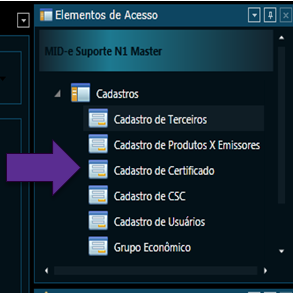 Elementos de Acesso
MID-e Suporte N1 Master
Cadastros
Cadastro de Terceiros
Cadastro de Produtos X Emissores
Cadastro de Certificado
Cadastro de CSC
Cadastro de Usuários
Grupo Econômico